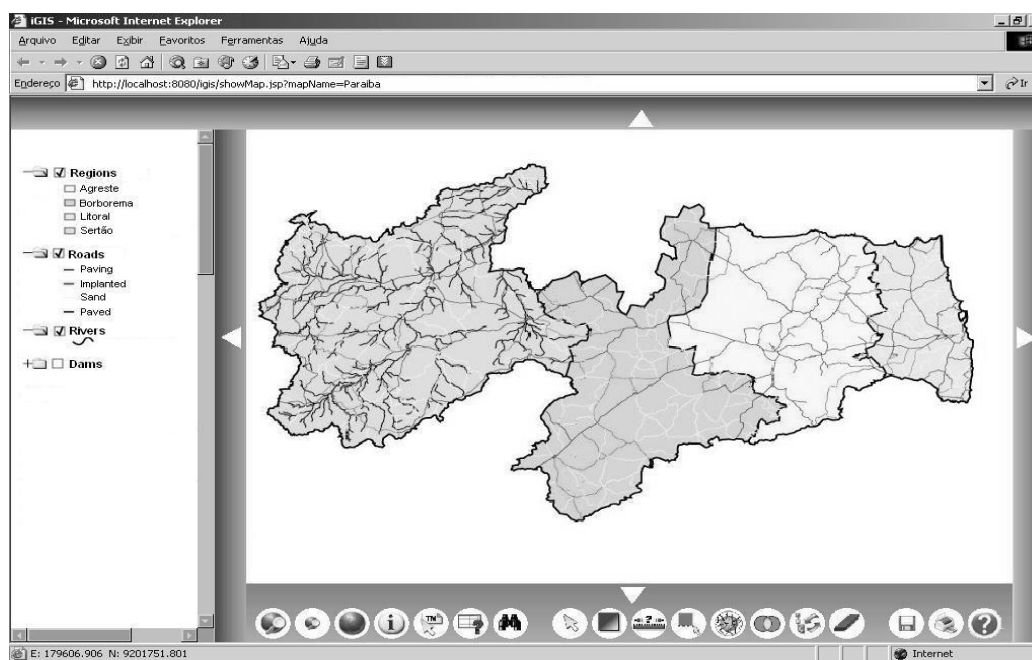 iGIS - Microsoft Internet Explorer
Arquivo Editar Exibir Favoritos Ferramentas Ajuda
Endereço http://localhost:8080/igis/showMap.jsp?mapName=Paraiba Ir
Regions
Agreste
Borborema
Litoral
Sertão
Roads
Paving
Implanted
Sand
Paved
Rivers
Dams
E: 179606.906 N: 9201751.801 Internet